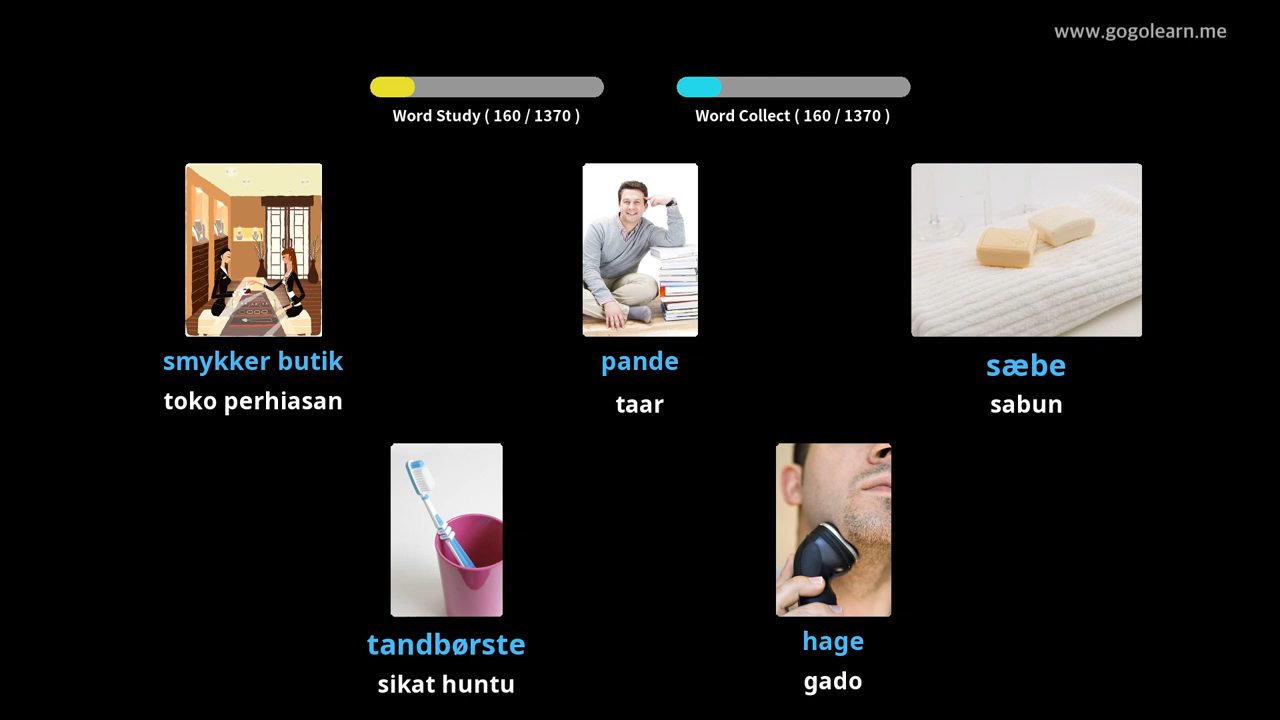 www.gogolearn.me
Word Study ( 160 / 1370 )
Word Collect ( 160 / 1370 )
smykker butik
toko perhiasan
pande
taar
sæbe
sabun
tandbørste
sikat huntu
hage
gado